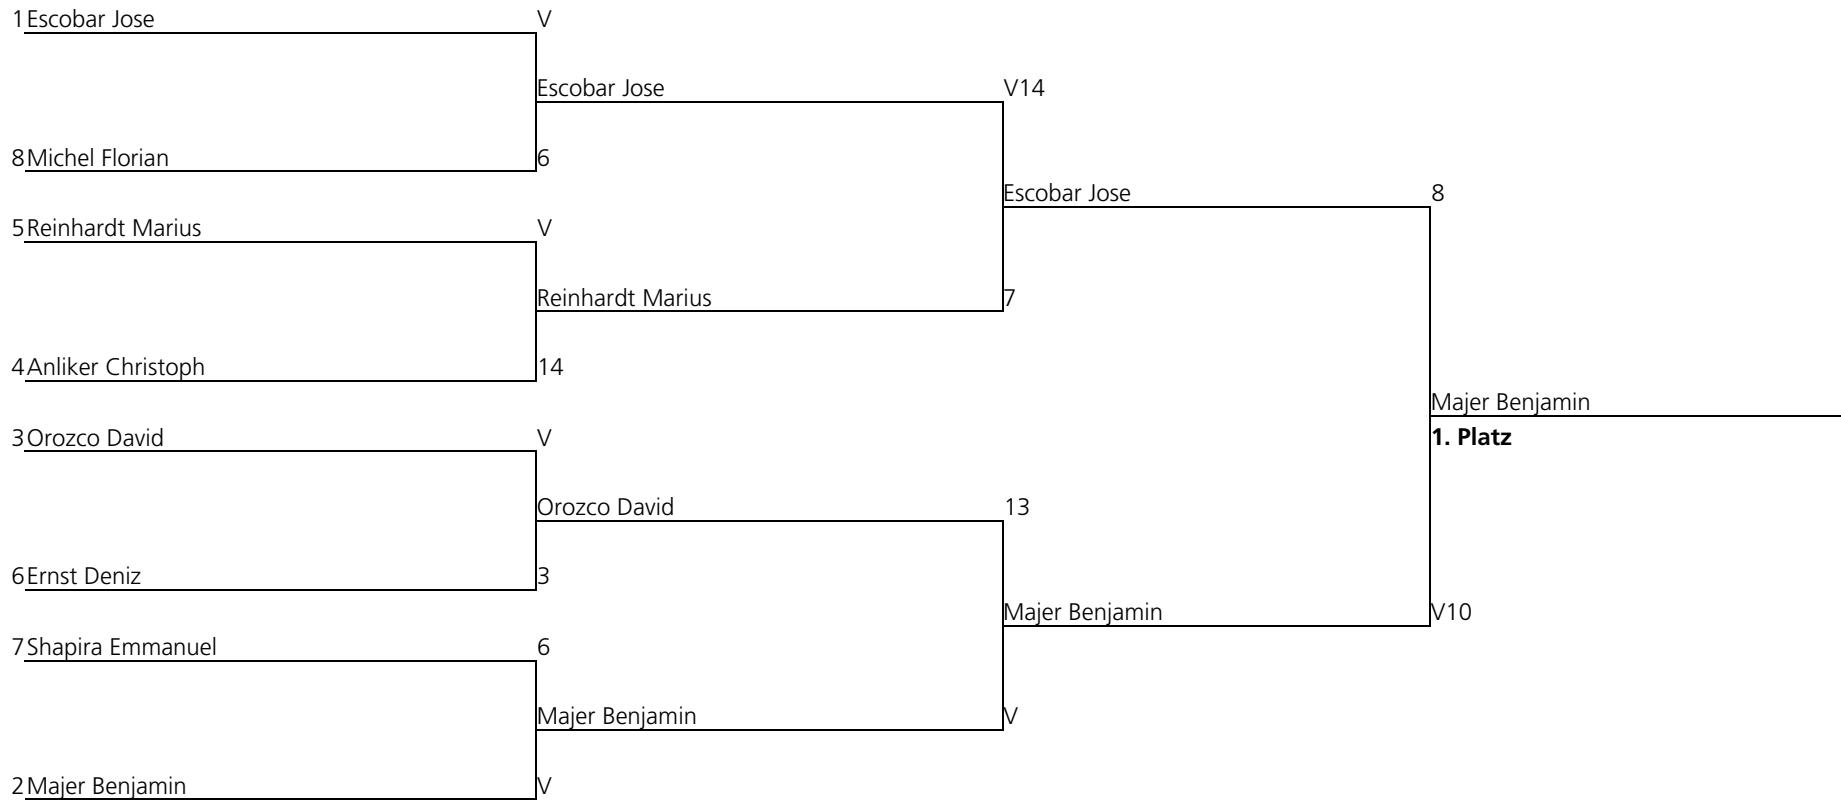 1 Escobar Jose V
Escobar Jose V14
8 Michel Florian 6
Escobar Jose 8
5 Reinhardt Marius V
Reinhardt Marius 7
4 Anliker Christoph 14
Majer Benjamin
3 Orozco David V 1. Platz
Orozco David 13
6 Ernst Deniz 3
Majer Benjamin V10
7 Shapira Emmanuel 6
Majer Benjamin V
2 Majer Benjamin V